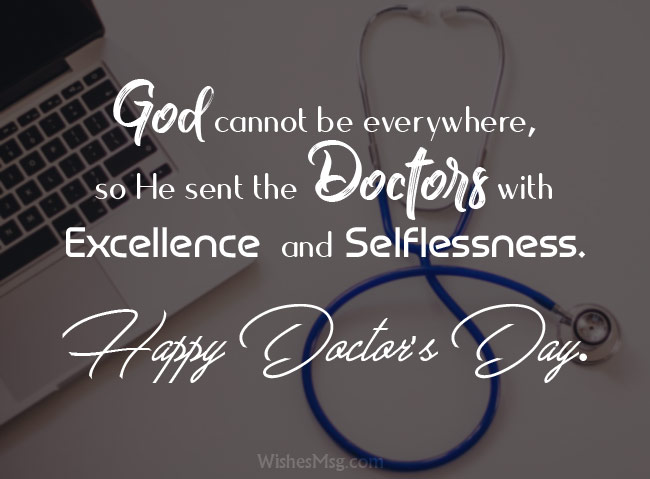 God cannot be everywhere,
so He sent the Doctors with
Excellence and Selflessness.
Happy Doctor's Day.
WishesMsg.com